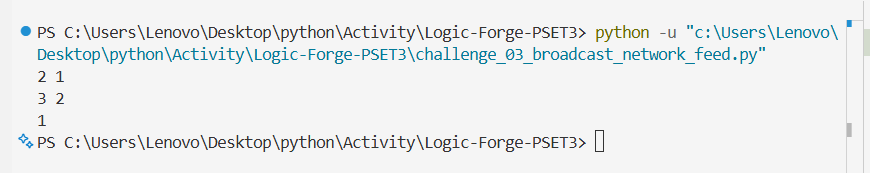 PS C:\Users\Lenovo\Desktop\python\Activity\Logic-Forge-PSET3> python -u "c:\Users\Lenovo\
Desktop\python\Activity\Logic-Forge-PSET3\challenge_03_broadcast_network_feed.py"
2 1
3 2
1
PS C:\Users\Lenovo\Desktop\python\Activity\Logic-Forge-PSET3>